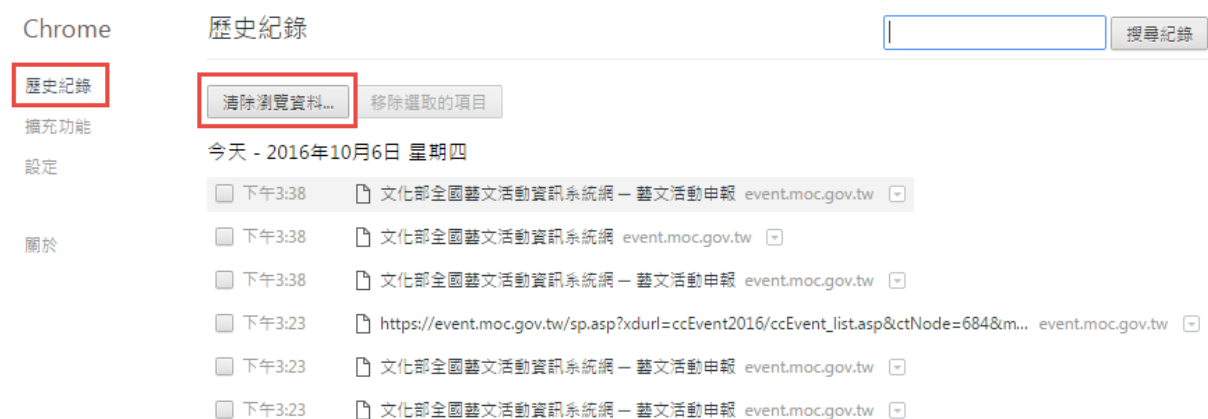 Chrome
歷史紀錄
搜尋紀錄
歷史紀錄
擴充功能
設定
關於
清除瀏覽資料... 移除選取的項目
今天 - 2016年10月6日 星期四
下午3:38 文化部全國藝文活動資訊系統網 — 藝文活動申報 event.moc.gov.tw
下午3:38 文化部全國藝文活動資訊系統網 event.moc.gov.tw
下午3:38 文化部全國藝文活動資訊系統網 — 藝文活動申報 event.moc.gov.tw
下午3:23 https://event.moc.gov.tw/sp.asp?xdurl=ccEvent2016/ccEvent_list.asp&ctNode=684&m... event.moc.gov.tw
下午3:23 文化部全國藝文活動資訊系統網 — 藝文活動申報 event.moc.gov.tw
下午3:23 文化部全國藝文活動資訊系統網 — 藝文活動申報 event.moc.gov.tw